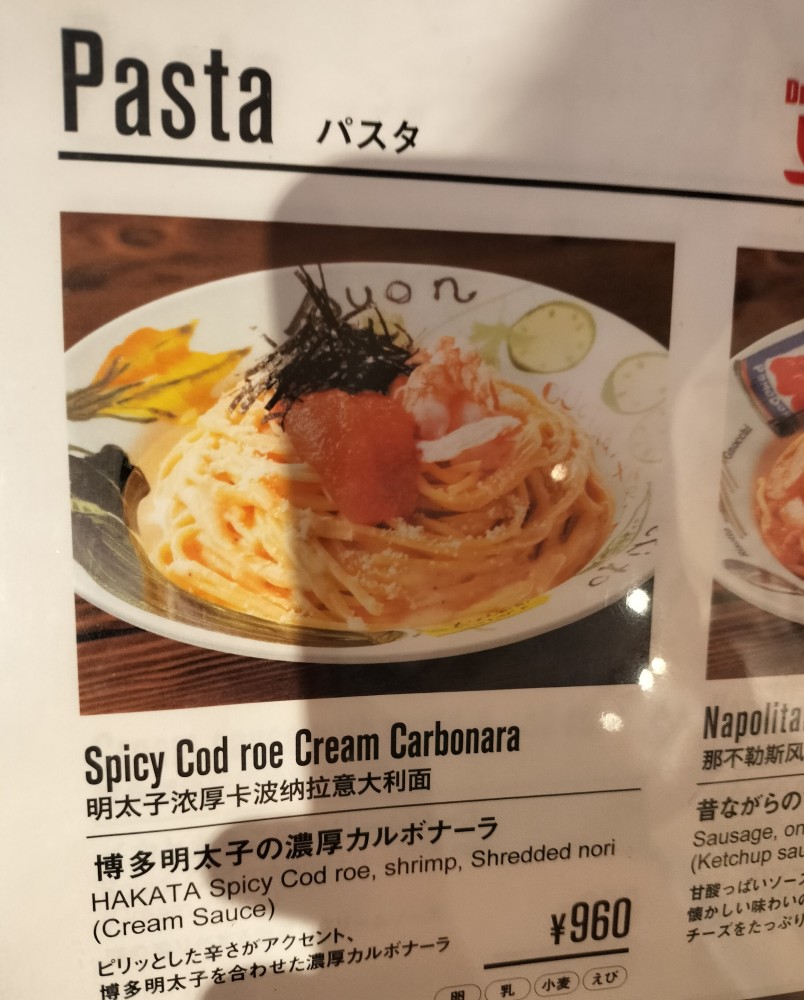 Pasta パスタ
Buon
Spicy Cod roe Cream Carbonara
明太子浓厚卡波纳拉意大利面
博多明太子の濃厚カルボナーラ
HAKATA Spicy Cod roe, shrimp, Shredded nori
(Cream Sauce)
ピリッとした辛さがアクセント、
博多明太子を合わせた濃厚カルボナーラ
¥960
卵 乳 小麦 えび
Gnocchi
那不勒斯风
昔ながらの
Sausage,
(Ketchup
甘酸っぱいソース
懐かしい味わいの
チーズをたっぷり